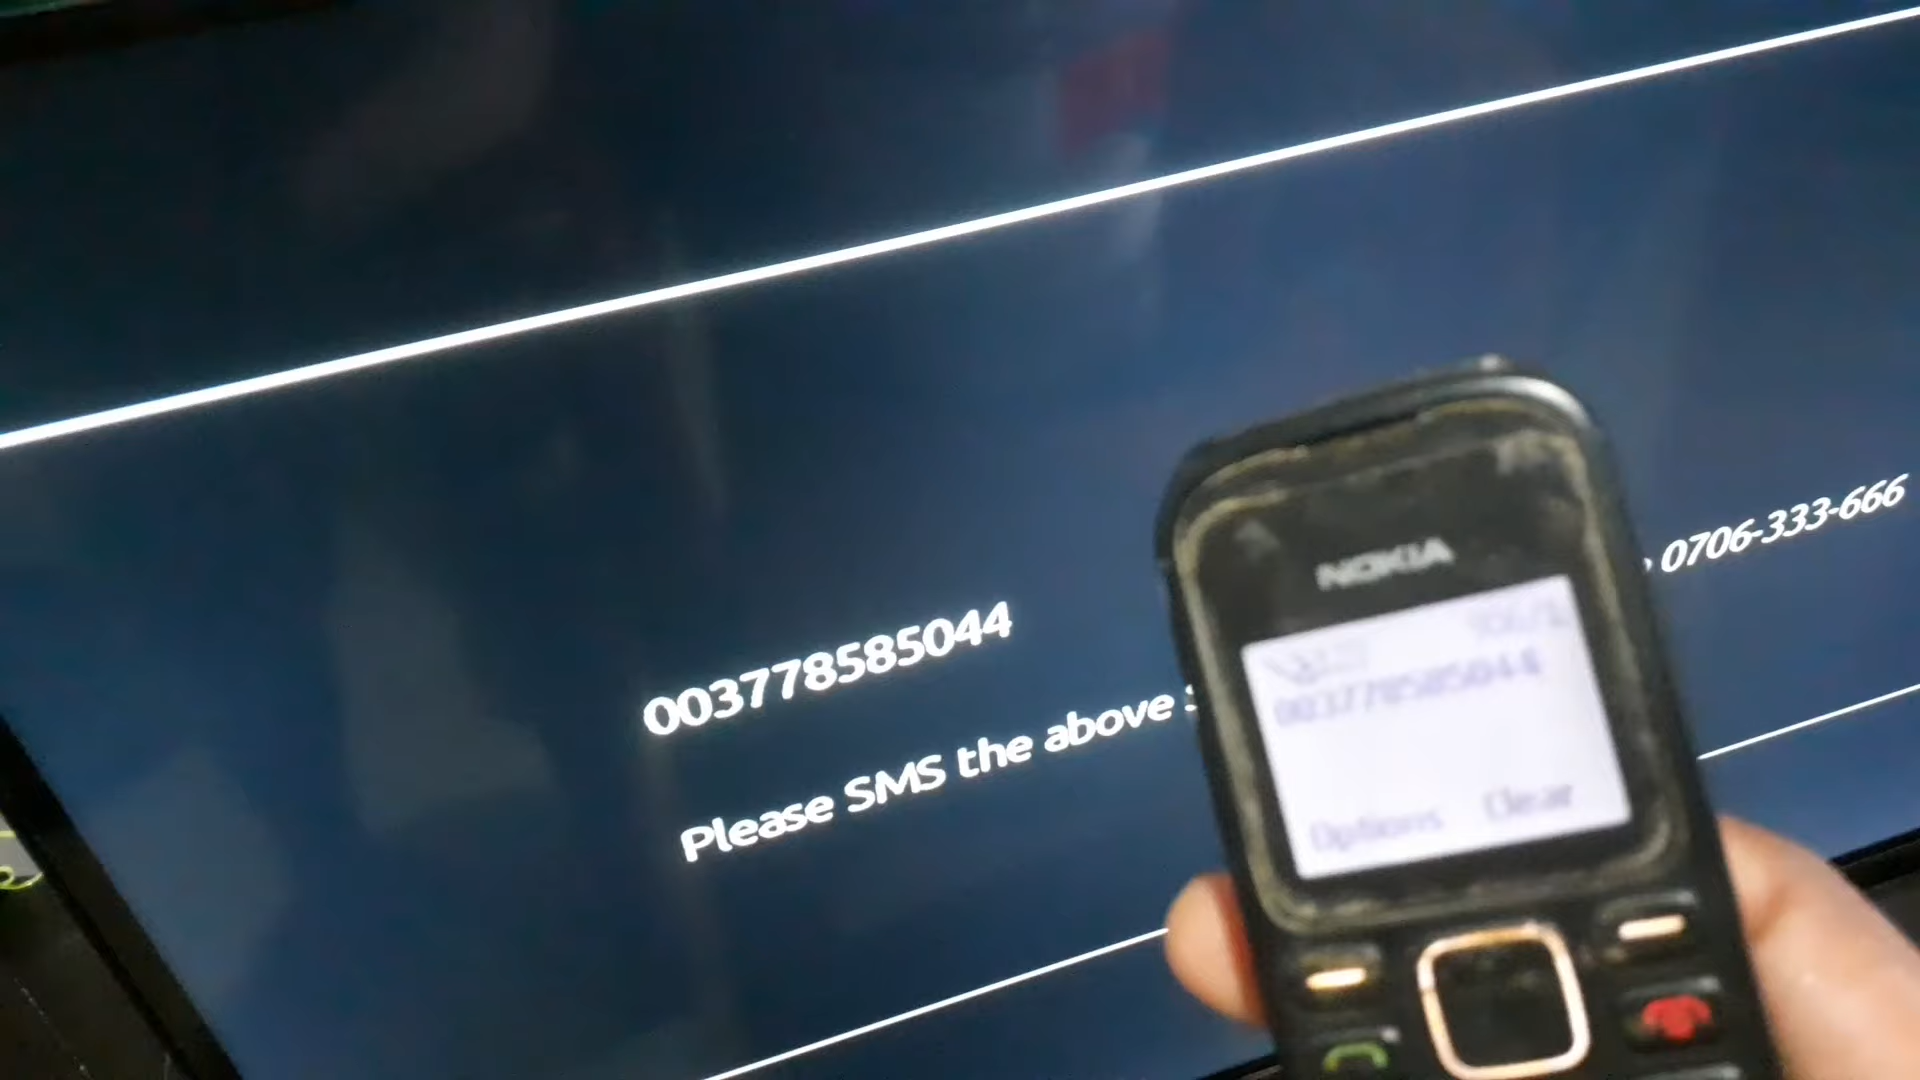 003778585044
Please SMS the above
0706-333-666
NOKIA
003778585044
Options Clear